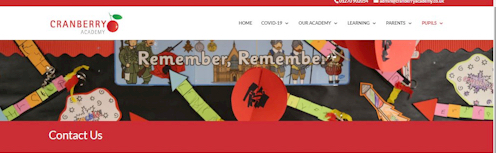 CRANBERRY
ACADEMY
HOME COVID-19 OUR ACADEMY LEARNING PARENTS PUPILS
Remember, Remember
Contact Us